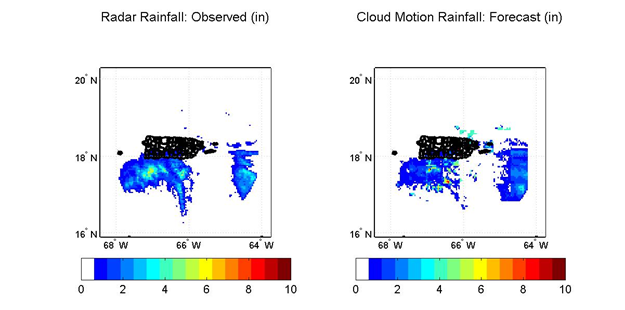 Radar Rainfall: Observed (in)
Cloud Motion Rainfall: Forecast (in)
20° N
18° N
16° N
68° W 66° W 64° W
0 2 4 6 8 10
20° N
18° N
16° N
68° W 66° W 64° W
0 2 4 6 8 10